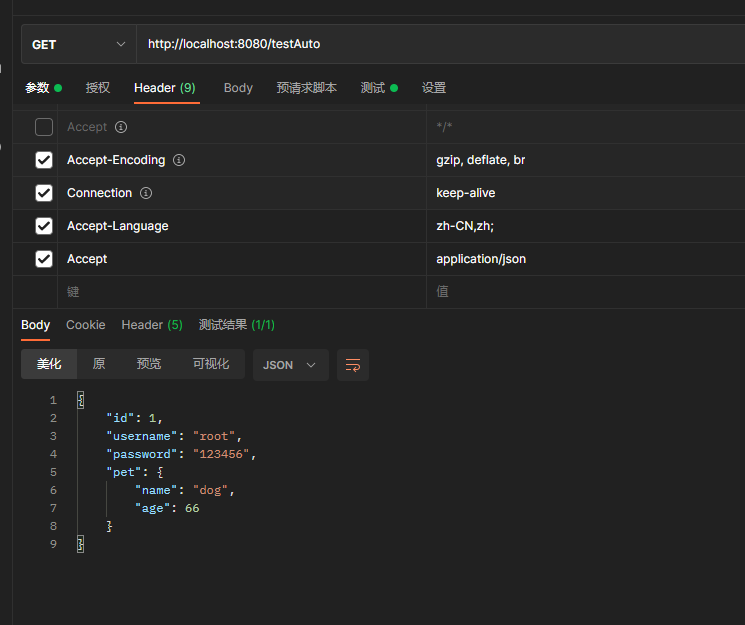 GET http://localhost:8080/testAuto
参数 授权 Header (9) Body 预请求脚本 测试 设置
Accept */*
Accept-Encoding gzip, deflate, br
Connection keep-alive
Accept-Language zh-CN,zh;
Accept application/json
键 值
Body Cookie Header (5) 测试结果 (1/1)
美化 原 预览 可视化 JSON
1 {
2 "id": 1,
3 "username": "root",
4 "password": "123456",
5 "pet": {
6 "name": "dog",
7 "age": 66
8 }
9 }